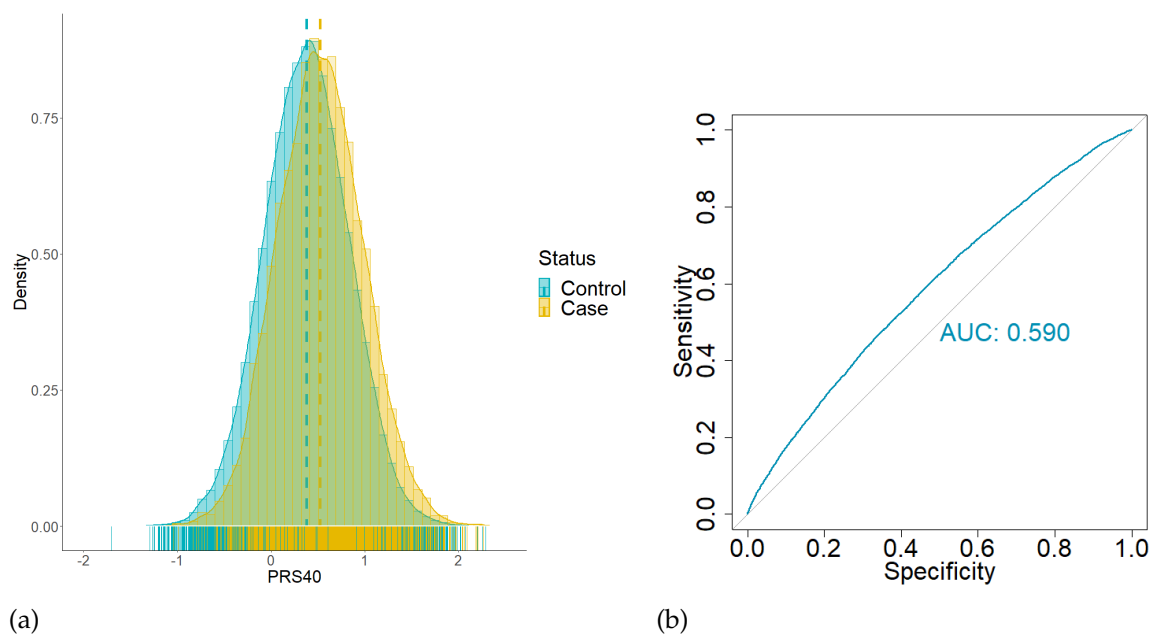 0.75
0.50
0.25
0.00
Density
-2 -1 0 1 2
PRS40
Status
Control
Case
(a)
1.0
0.8
0.6
0.4
0.2
0.0
Sensitivity
AUC: 0.590
0.0 0.2 0.4 0.6 0.8 1.0
Specificity
(b)